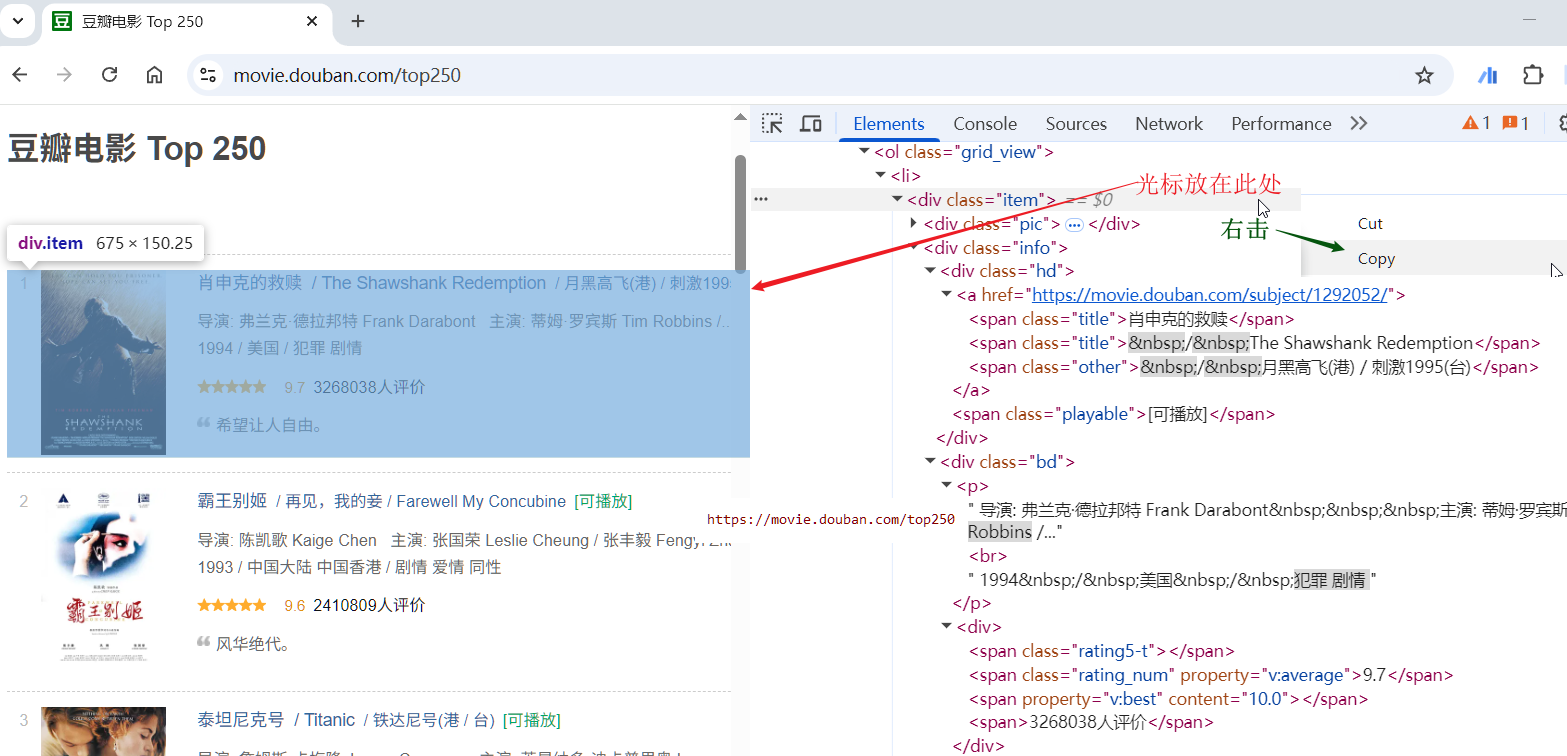 豆瓣电影 Top 250
movie.douban.com/top250
豆瓣电影 Top 250
div.item 675 × 150.25
1
肖申克的救赎 / The Shawshank Redemption / 月黑高飞(港) / 刺激199
导演: 弗兰克·德拉邦特 Frank Darabont 主演: 蒂姆·罗宾斯 Tim Robbins /...
1994 / 美国 / 犯罪 剧情
9.7 3268038人评价
希望让人自由。
THE
SHAWSHANK
REDEMPTION
2
霸王别姬 / 再见，我的妾 / Farewell My Concubine [可播放]
导演: 陈凯歌 Kaige Chen 主演: 张国荣 Leslie Cheung / 张丰毅 Fengyi
1993 / 中国大陆 中国香港 / 剧情 爱情 同性
9.6 2410809人评价
风华绝代。
霸王别姬
3
泰坦尼克号 / Titanic / 铁达尼号(港 / 台) [可播放]
https://movie.douban.com/top250
Elements Console Sources Network Performance
1 1
<ol class="grid_view">
<li>
<div class="item"> == $0
光标放在此处
<div class="pic"> ··· </div>
右击
Cut
Copy
<div class="info">
<div class="hd">
<a href="https://movie.douban.com/subject/1292052/">
<span class="title">肖申克的救赎</span>
<span class="title">&nbsp;/&nbsp;The Shawshank Redemption</span>
<span class="other">&nbsp;/&nbsp;月黑高飞(港) / 刺激1995(台)</span>
</a>
<span class="playable">[可播放]</span>
</div>
<div class="bd">
<p>
" 导演: 弗兰克·德拉邦特 Frank Darabont&nbsp;&nbsp;&nbsp;主演: 蒂姆·罗宾斯
Robbins /..."
<br>
" 1994&nbsp;/&nbsp;美国&nbsp;/&nbsp;犯罪 剧情 "
</p>
<div>
<span class="rating5-t"></span>
<span class="rating_num" property="v:average">9.7</span>
<span property="v:best" content="10.0"></span>
<span>3268038人评价</span>
</div>